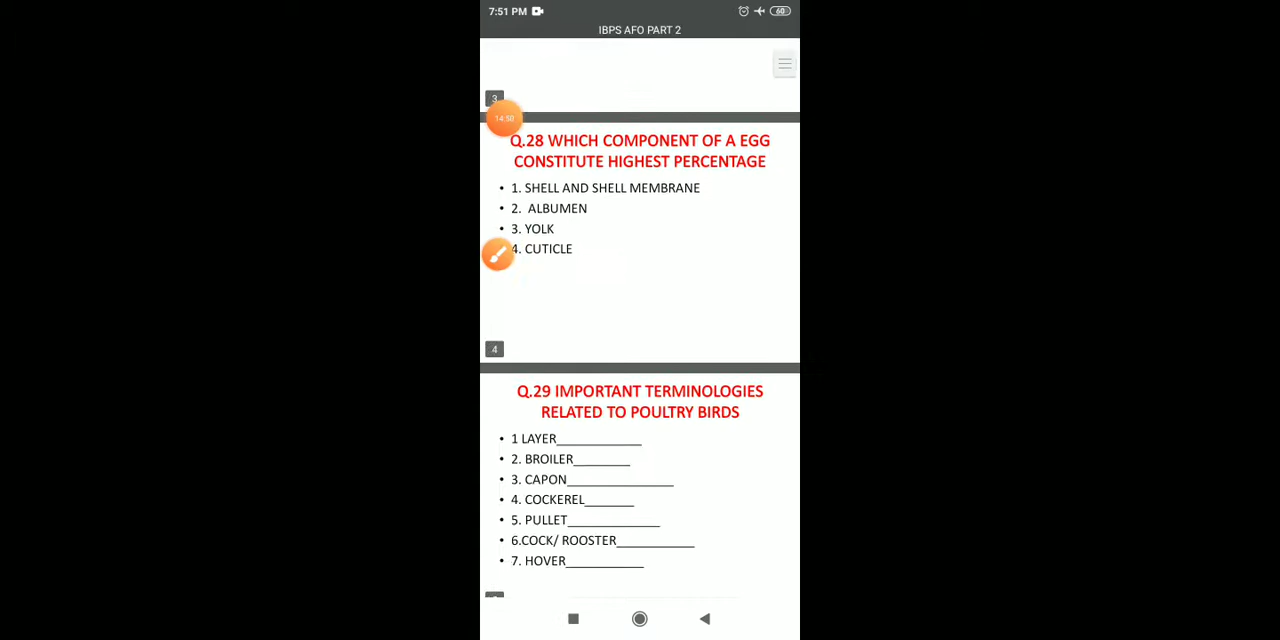 7:51 PM 60
IBPS AFO PART 2
3
14:50
Q.28 WHICH COMPONENT OF A EGG
CONSTITUTE HIGHEST PERCENTAGE
• 1. SHELL AND SHELL MEMBRANE
• 2. ALBUMEN
• 3. YOLK
4. CUTICLE
4
Q.29 IMPORTANT TERMINOLOGIES
RELATED TO POULTRY BIRDS
• 1 LAYER_____________
• 2. BROILER_________
• 3. CAPON_________________
• 4. COCKEREL________
• 5. PULLET______________
• 6.COCK/ ROOSTER____________
• 7. HOVER____________